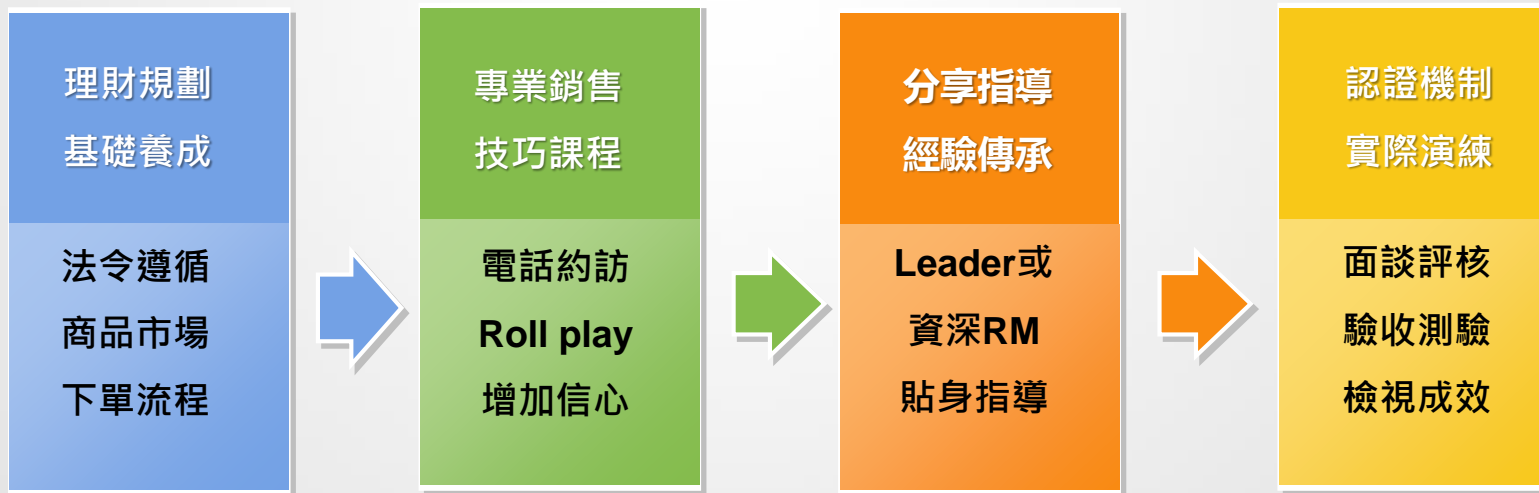 理財規劃
基礎養成
法令遵循
商品市場
下單流程
專業銷售
技巧課程
電話約訪
Roll play
增加信心
分享指導
經驗傳承
Leader或
資深RM
貼身指導
認證機制
實際演練
面談評核
驗收測驗
檢視成效